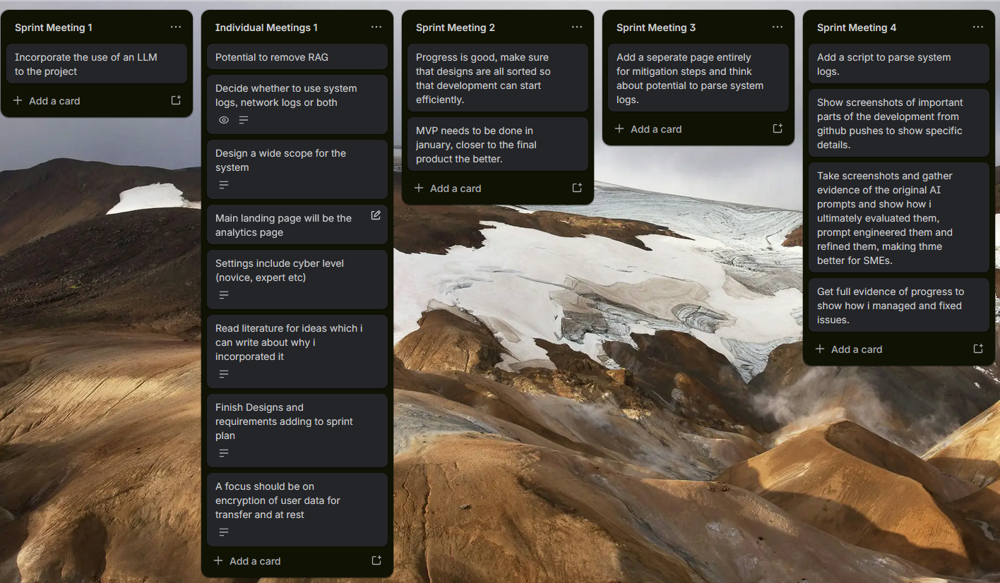 Sprint Meeting 1
Incorporate the use of an LLM
to the project
Add a card
Individual Meetings 1
Potential to remove RAG
Decide whether to use system
logs, network logs or both
Design a wide scope for the
system
Main landing page will be the
analytics page
Settings include cyber level
(novice, expert etc)
Read literature for ideas which i
can write about why i
incorporated it
Finish Designs and
requirements adding to sprint
plan
A focus should be on
encryption of user data for
transfer and at rest
Add a card
Sprint Meeting 2
Progress is good, make sure
that designs are all sorted so
that development can start
efficiently.
MVP needs to be done in
january, closer to the final
product the better.
Add a card
Sprint Meeting 3
Add a seperate page entirely
for mitigation steps and think
about potential to parse system
logs.
Add a card
Sprint Meeting 4
Add a script to parse system
logs.
Show screenshots of important
parts of the development from
github pushes to show specific
details.
Take screenshots and gather
evidence of the original AI
prompts and show how i
ultimately evaluated them,
prompt engineered them and
refined them, making thme
better for SMEs.
Get full evidence of progress to
show how i managed and fixed
issues.
Add a card